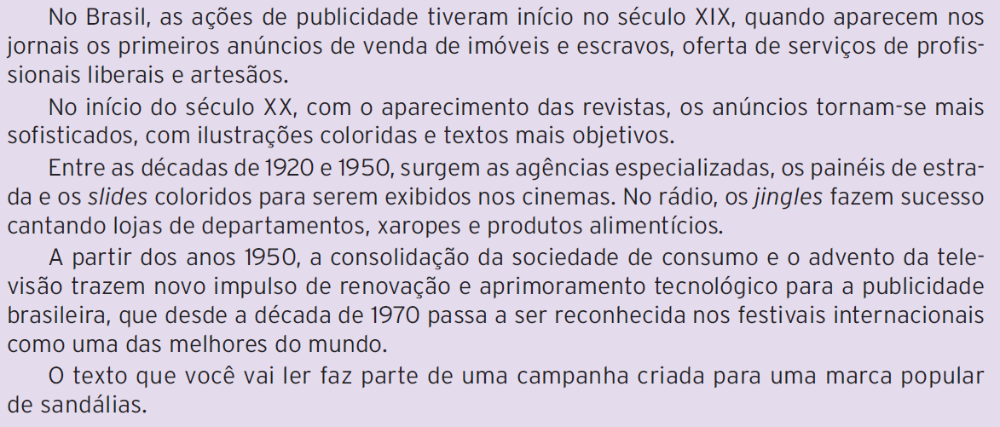 No Brasil, as ações de publicidade tiveram início no século XIX, quando aparecem nos
jornais os primeiros anúncios de venda de imóveis e escravos, oferta de serviços de profis-
sionais liberais e artesãos.
No início do século XX, com o aparecimento das revistas, os anúncios tornam-se mais
sofisticados, com ilustrações coloridas e textos mais objetivos.
Entre as décadas de 1920 e 1950, surgem as agências especializadas, os painéis de estra-
da e os slides coloridos para serem exibidos nos cinemas. No rádio, os jingles fazem sucesso
cantando lojas de departamentos, xaropes e produtos alimentícios.
A partir dos anos 1950, a consolidação da sociedade de consumo e o advento da tele-
visão trazem novo impulso de renovação e aprimoramento tecnológico para a publicidade
brasileira, que desde a década de 1970 passa a ser reconhecida nos festivais internacionais
como uma das melhores do mundo.
O texto que você vai ler faz parte de uma campanha criada para uma marca popular
de sandálias.